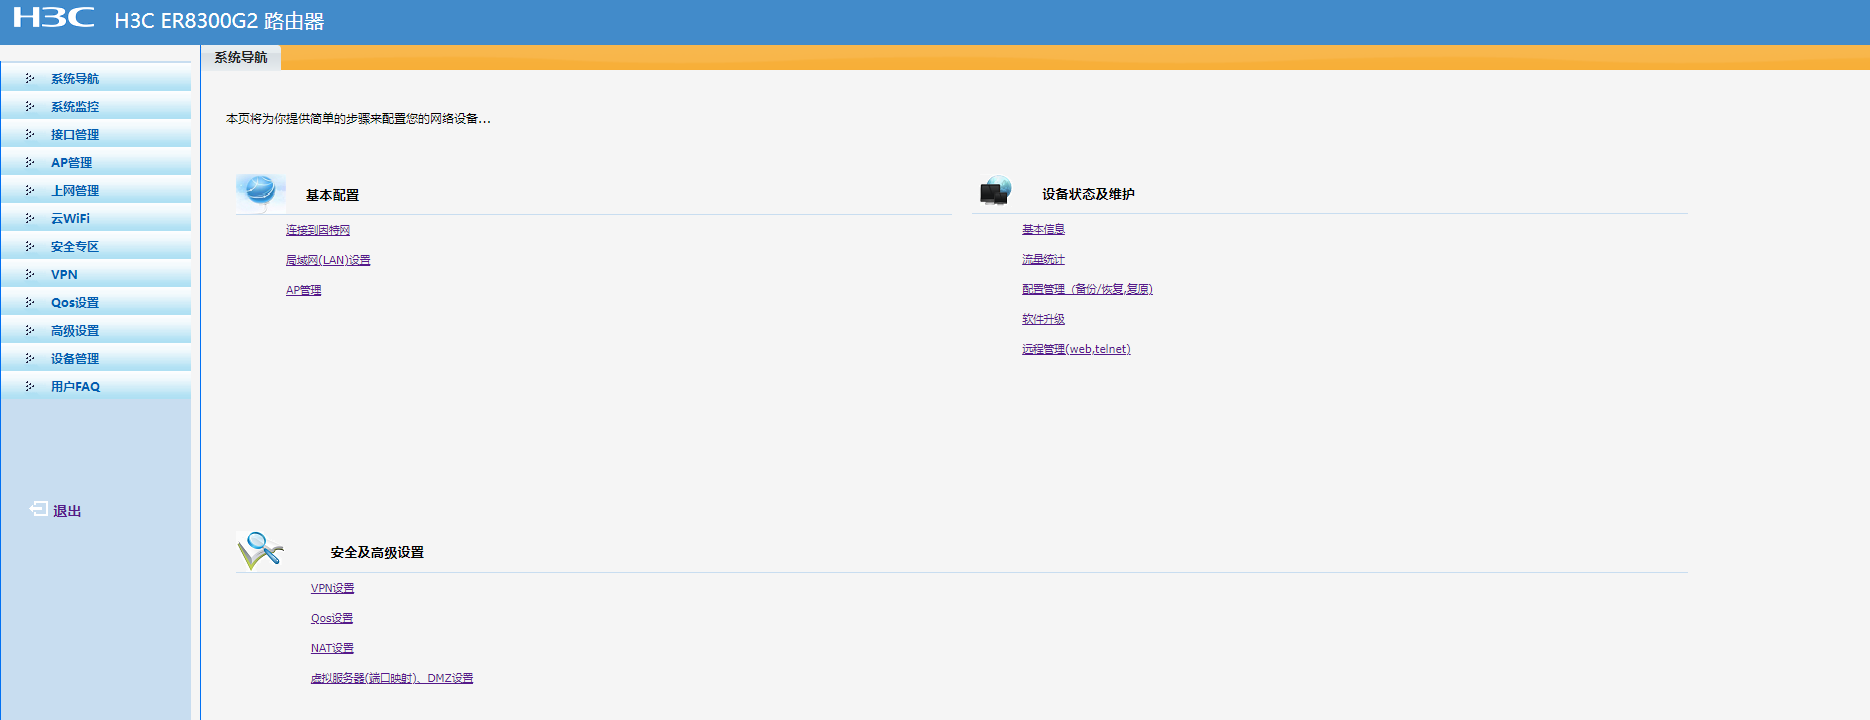 H3C H3C ER8300G2 路由器
系统导航
系统导航
系统监控
接口管理
AP管理
上网管理
云WiFi
安全专区
VPN
Qos设置
高级设置
设备管理
用户FAQ
退出
本页将为你提供简单的步骤来配置您的网络设备...
基本配置
连接到因特网
局域网(LAN)设置
AP管理
设备状态及维护
基本信息
流量统计
配置管理（备份/恢复,复原)
软件升级
远程管理(web,telnet)
安全及高级设置
VPN设置
Qos设置
NAT设置
虚拟服务器(端口映射)、DMZ设置